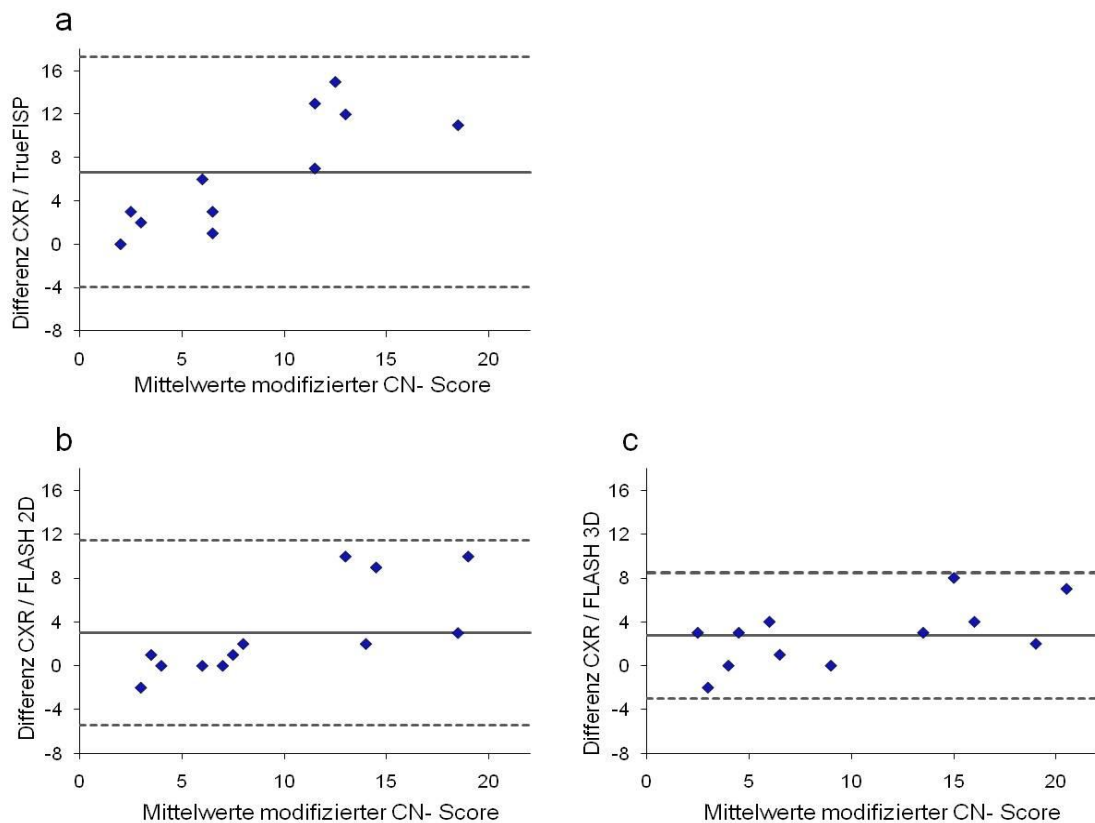 a
Differenz CXR / TrueFISP
16
12
8
4
0
-4
-8
0 5 10 15 20
Mittelwerte modifizierter CN- Score
b
Differenz CXR / FLASH 2D
16
12
8
4
0
-4
-8
0 5 10 15 20
Mittelwerte modifizierter CN- Score
c
Differenz CXR / FLASH 3D
16
12
8
4
0
-4
-8
0 5 10 15 20
Mittelwerte modifizierter CN- Score